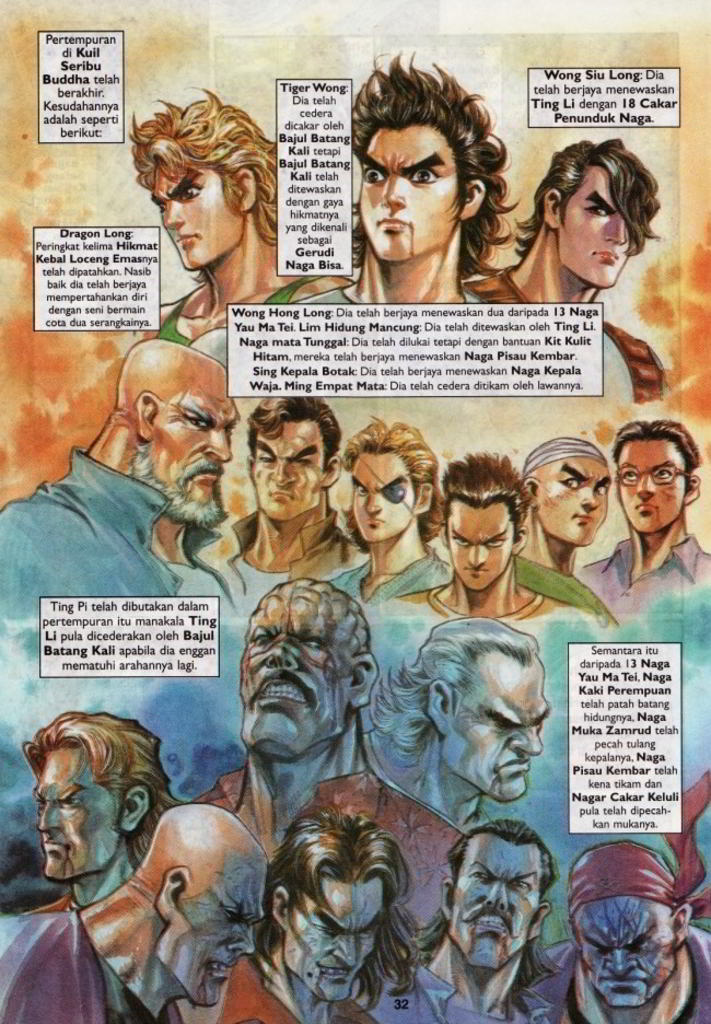 Pertempuran
di Kuil
Seribu
Buddha telah
berakhir.
Kesudahannya
adalah seperti
berikut:
Tiger Wong:
Dia telah
cedera
dicakar oleh
Bajul Batang
Kali tetapi
Bajul Batang
Kali telah
ditewaskan
dengan gaya
hikmatnya
yang dikenali
sebagai
Gerudi
Naga Bisa.
Wong Siu Long: Dia
telah berjaya menewaskan
Ting Li dengan 18 Cakar
Penunduk Naga.
Dragon Long:
Peringkat kelima Hikmat
Kebal Loceng Emasnya
telah dipatahkan. Nasib
baik dia telah berjaya
mempertahankan diri
dengan seni bermain
cota dua serangkainya.
Wong Hong Long: Dia telah berjaya menewaskan dua daripada 13 Naga
Yau Ma Tei. Lim Hidung Mancung: Dia telah ditewaskan oleh Ting Li.
Naga mata Tunggal: Dia telah dilukai tetapi dengan bantuan Kit Kulit
Hitam, mereka telah berjaya menewaskan Naga Pisau Kembar.
Sing Kepala Botak: Dia telah berjaya menewaskan Naga Kepala
Waja. Ming Empat Mata: Dia telah cedera ditikam oleh lawannya.
Ting Pi telah dibutakan dalam
pertempuran itu manakala Ting
Li pula dicederakan oleh Bajul
Batang Kali apabila dia enggan
mematuhi arahannya lagi.
Semantara itu
daripada 13 Naga
Yau Ma Tei, Naga
Kaki Perempuan
telah patah batang
hidungnya, Naga
Muka Zamrud telah
pecah tulang
kepalanya, Naga
Pisau Kembar telah
kena tikam dan
Nagar Cakar Keluli
pula telah dipecah-
kan mukanya.
32